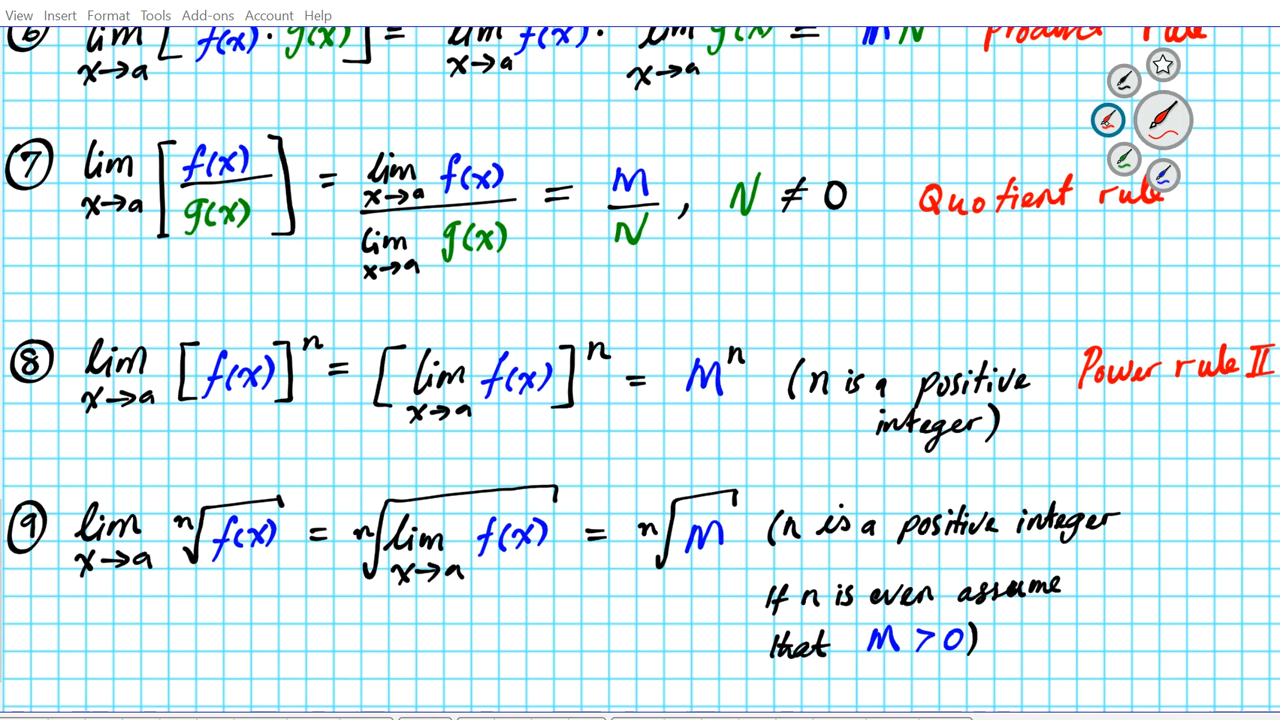 View Insert Format Tools Add-ons Account Help
⑥ lim x→a [f(x)·g(x)] = lim x→a f(x)· lim x→a g(x) = MN Product rule
⑦ lim x→a [f(x)/g(x)] = lim x→a f(x) / lim x→a g(x) = M/N, N ≠ 0 Quotient rule
⑧ lim x→a [f(x)]^n = [lim x→a f(x)]^n = M^n (n is a positive Power rule II
integer)
⑨ lim x→a ⁿ√f(x) = ⁿ√(lim x→a f(x)) = ⁿ√M (n is a positive integer
If n is even assume
that M > 0)